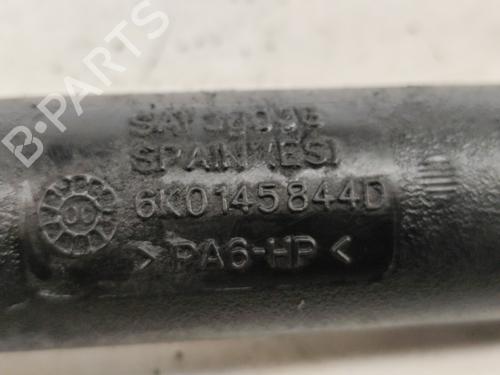 B-PARTS
SPAIN(ES)
6K0145844D
>PA6-HP<